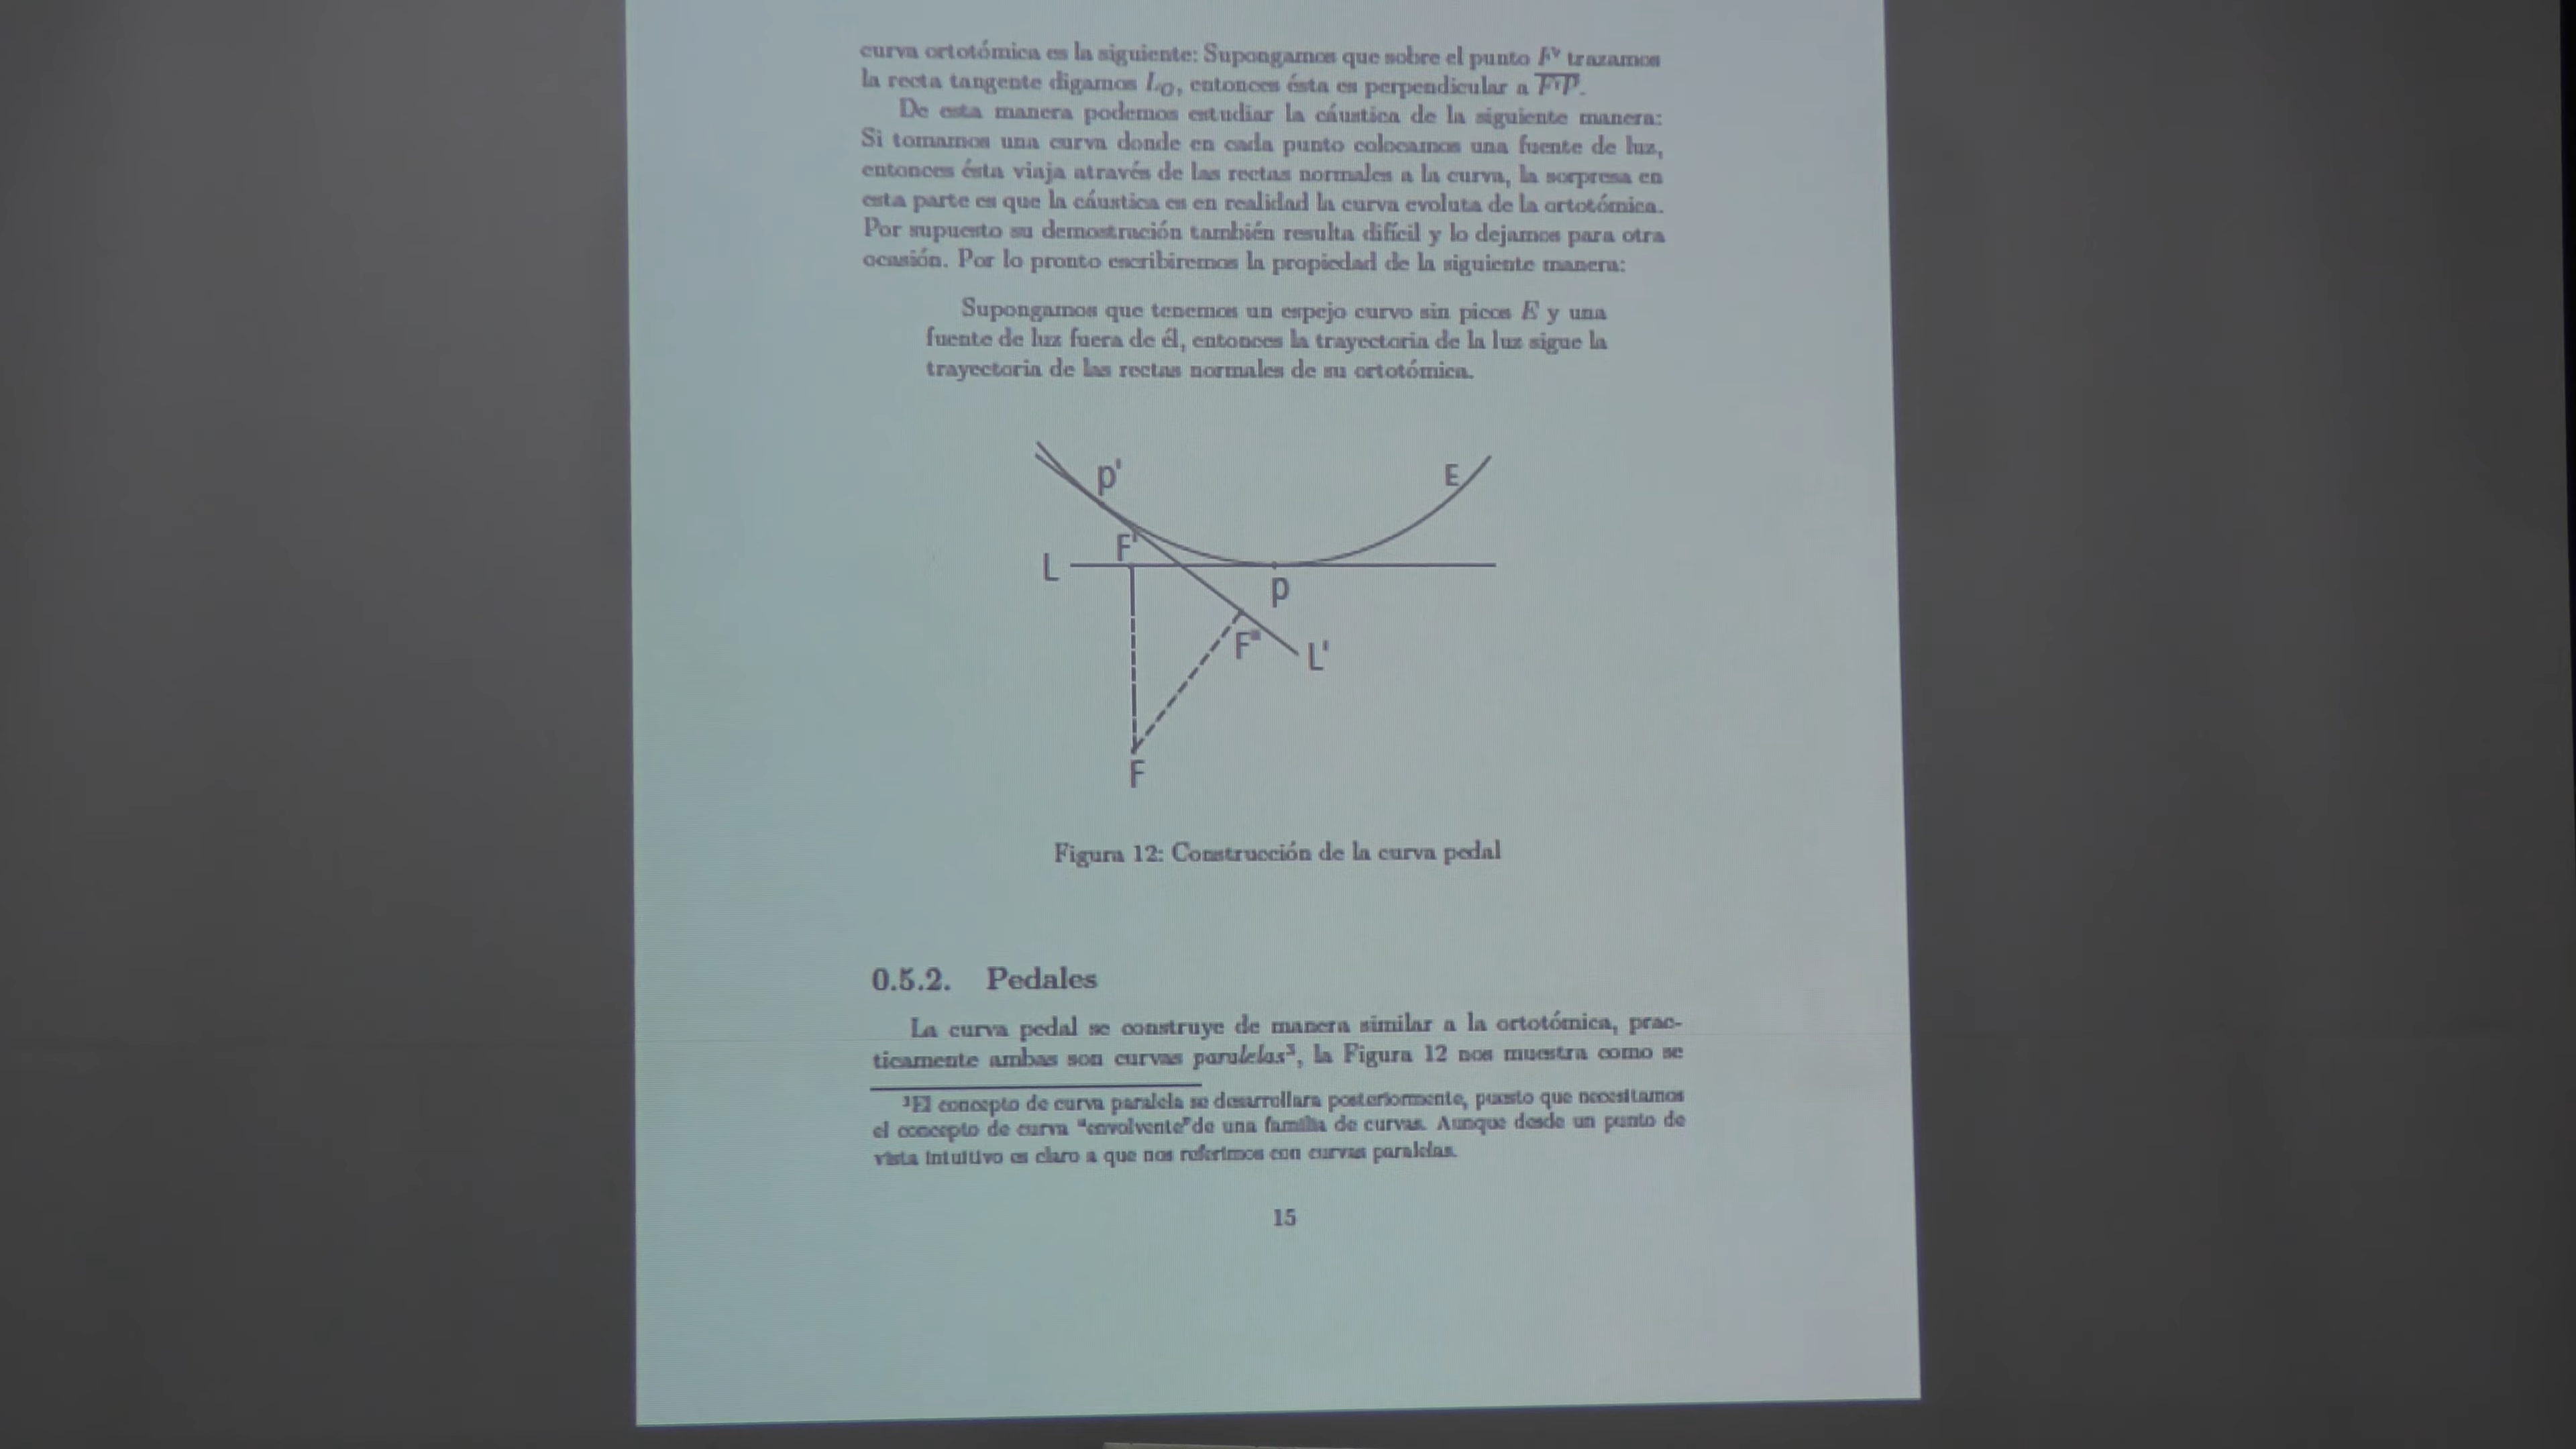 curva ortotómica es la siguiente: Supongamos que sobre el punto F' trazamos
la recta tangente digamos L_O, entonces ésta es perpendicular a F'P.
De esta manera podemos estudiar la cáustica de la siguiente manera:
Si tomamos una curva donde en cada punto colocamos una fuente de luz,
entonces ésta viaja através de las rectas normales a la curva, la sorpresa en
esta parte es que la cáustica es en realidad la curva evoluta de la ortotómica.
Por supuesto su demostración también resulta difícil y lo dejamos para otra
ocasión. Por lo pronto escribiremos la propiedad de la siguiente manera:
Supongamos que tenemos un espejo curvo sin picos E y una
fuente de luz fuera de él, entonces la trayectoria de la luz sigue la
trayectoria de las rectas normales de su ortotómica.
p'
E
F'
L
p
F"
L'
F
Figura 12: Construcción de la curva pedal
0.5.2. Pedales
La curva pedal se construye de manera similar a la ortotómica, prac-
ticamente ambas son curvas paralelas³, la Figura 12 nos muestra como se
³El concepto de curva paralela se desarrollara posteriormente, puesto que necesitamos
el concepto de curva "envolvente"de una familia de curvas. Aunque desde un punto de
vista intuitivo es claro a que nos referimos con curvas paralelas.
15